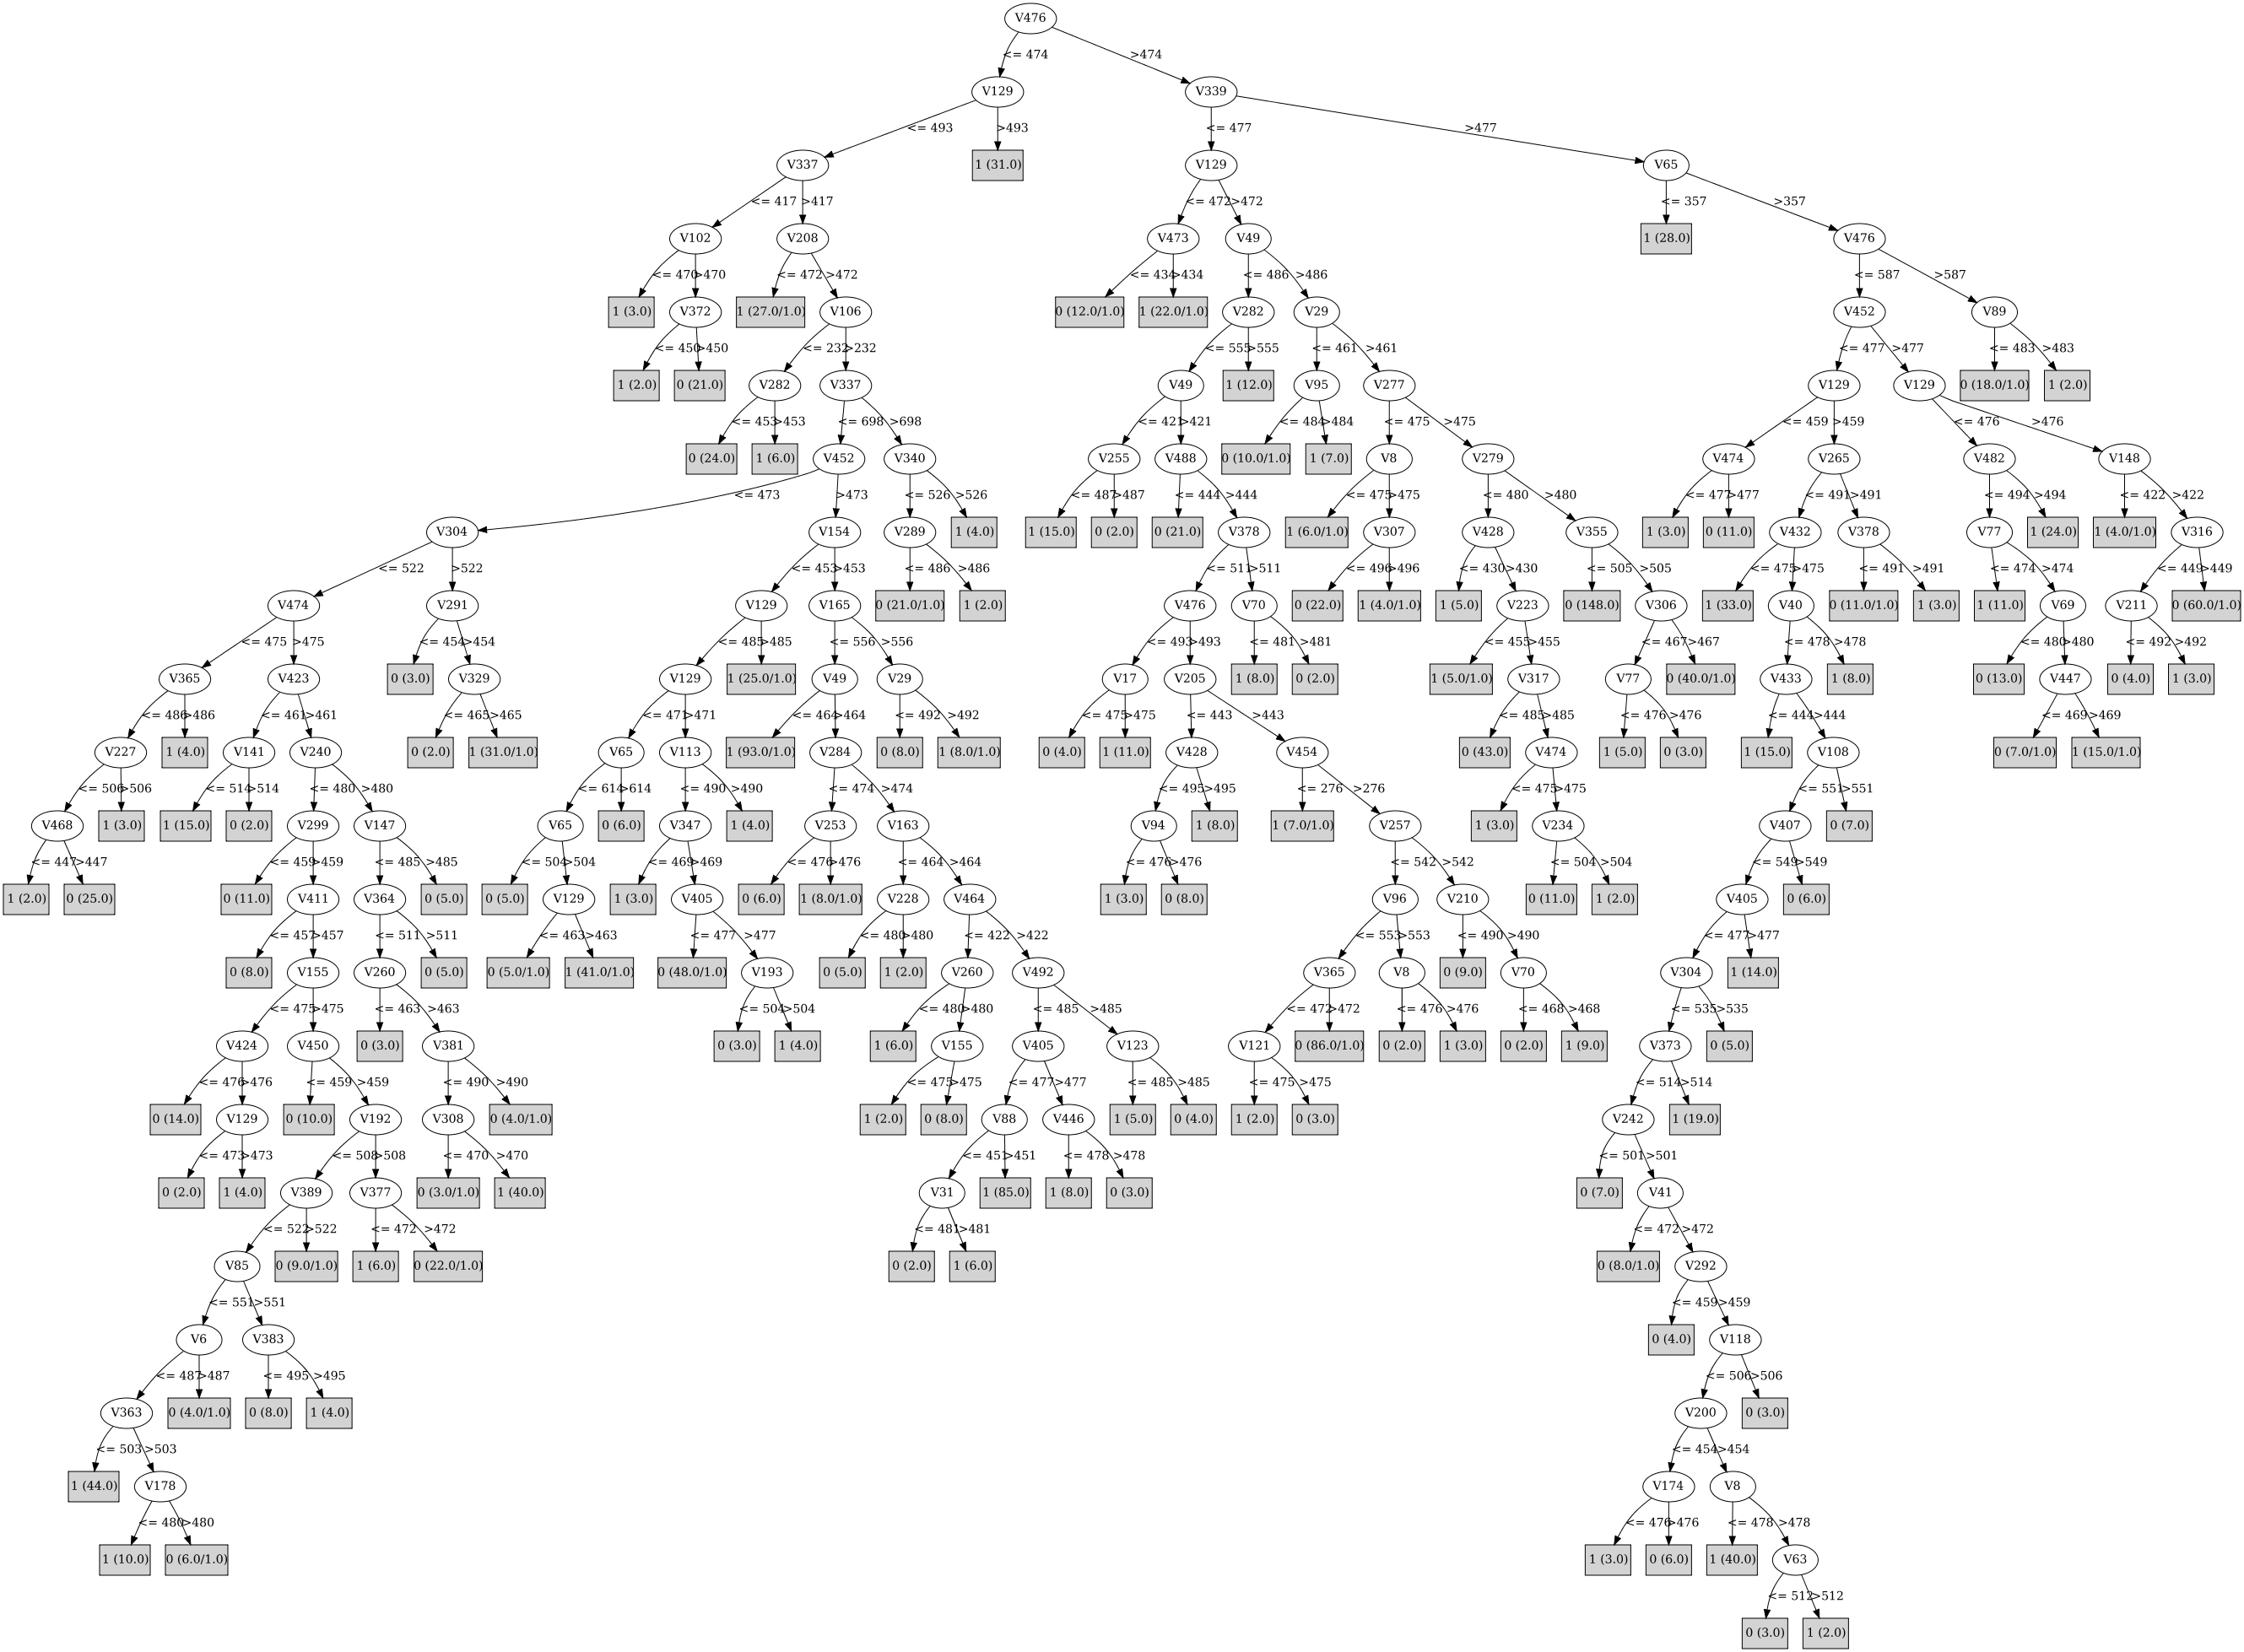 V476
<= 474 >474
V129 V339
<= 493 >493 <= 477 >477
V337 1 (31.0) V129 V65
<= 417 >417 <= 472 >472 <= 357 >357
V102 V208 V473 V49 1 (28.0) V476
<= 470 >470 <= 472 >472 <= 434 >434 <= 486 >486 <= 587 >587
1 (3.0) V372 1 (27.0/1.0) V106 0 (12.0/1.0) 1 (22.0/1.0) V282 V29 V452 V89
<= 450 >450 <= 232 >232 <= 555 >555 <= 461 >461 <= 477 >477 <= 483 >483
1 (2.0) 0 (21.0) V282 V337 V49 1 (12.0) V95 V277 V129 V129 0 (18.0/1.0) 1 (2.0)
<= 453 >453 <= 698 >698 <= 421 >421 <= 484 >484 <= 475 >475 <= 459 >459 <= 476 >476
0 (24.0) 1 (6.0) V452 V340 V255 V488 0 (10.0/1.0) 1 (7.0) V8 V279 V474 V265 V482 V148
<= 473 >473 <= 526 >526 <= 487 >487 <= 444 >444 <= 475 >475 <= 480 >480 <= 477 >477 <= 491 >491 <= 494 >494 <= 422 >422
V304 V154 V289 1 (4.0) 1 (15.0) 0 (2.0) 0 (21.0) V378 1 (6.0/1.0) V307 V428 V355 1 (3.0) 0 (11.0) V432 V378 V77 1 (24.0) 1 (4.0/1.0) V316
<= 522 >522 <= 453 >453 <= 486 >486 <= 511 >511 <= 496 >496 <= 430 >430 <= 505 >505 <= 475 >475 <= 491 >491 <= 474 >474 <= 449 >449
V474 V291 V129 V165 0 (21.0/1.0) 1 (2.0) V476 V70 0 (22.0) 1 (4.0/1.0) 1 (5.0) V223 0 (148.0) V306 1 (33.0) V40 0 (11.0/1.0) 1 (3.0) 1 (11.0) V69 V211 0 (60.0/1.0)
<= 475 >475 <= 454 >454 <= 485 >485 <= 556 >556 <= 493 >493 <= 481 >481 <= 455 >455 <= 467 >467 <= 478 >478 <= 480 >480 <= 492 >492
V365 V423 0 (3.0) V329 V129 1 (25.0/1.0) V49 V29 V17 V205 1 (8.0) 0 (2.0) 1 (5.0/1.0) V317 V77 0 (40.0/1.0) V433 1 (8.0) 0 (13.0) V447 0 (4.0) 1 (3.0)
<= 486 >486 <= 461 >461 <= 465 >465 <= 471 >471 <= 464 >464 <= 492 >492 <= 475 >475 <= 443 >443 <= 485 >485 <= 476 >476 <= 444 >444 <= 469 >469
V227 1 (4.0) V141 V240 0 (2.0) 1 (31.0/1.0) V65 V113 1 (93.0/1.0) V284 0 (8.0) 1 (8.0/1.0) 0 (4.0) 1 (11.0) V428 V454 0 (43.0) V474 1 (5.0) 0 (3.0) 1 (15.0) V108 0 (7.0/1.0) 1 (15.0/1.0)
<= 506 >506 <= 514 >514 <= 480 >480 <= 614 >614 <= 490 >490 <= 474 >474 <= 495 >495 <= 276 >276 <= 475 >475 <= 551 >551
V468 1 (3.0) 1 (15.0) 0 (2.0) V299 V147 V65 0 (6.0) V347 1 (4.0) V253 V163 V94 1 (8.0) 1 (7.0/1.0) V257 1 (3.0) V234 V407 0 (7.0)
<= 447 >447 <= 459 >459 <= 485 >485 <= 504 >504 <= 469 >469 <= 476 >476 <= 464 >464 <= 476 >476 <= 542 >542 <= 504 >504 <= 549 >549
1 (2.0) 0 (25.0) 0 (11.0) V411 V364 0 (5.0) 0 (5.0) V129 1 (3.0) V405 0 (6.0) 1 (8.0/1.0) V228 V464 1 (3.0) 0 (8.0) V96 V210 0 (11.0) 1 (2.0) V405 0 (6.0)
<= 457 >457 <= 511 >511 <= 463 >463 <= 477 >477 <= 480 >480 <= 422 >422 <= 553 >553 <= 490 >490 <= 477 >477
0 (8.0) V155 V260 0 (5.0) 0 (5.0/1.0) 1 (41.0/1.0) 0 (48.0/1.0) V193 0 (5.0) 1 (2.0) V260 V492 V365 V8 0 (9.0) V70 V304 1 (14.0)
<= 475 >475 <= 463 >463 <= 504 >504 <= 480 >480 <= 485 >485 <= 472 >472 <= 476 >476 <= 468 >468 <= 535 >535
V424 V450 0 (3.0) V381 0 (3.0) 1 (4.0) 1 (6.0) V155 V405 V123 V121 0 (86.0/1.0) 0 (2.0) 1 (3.0) 0 (2.0) 1 (9.0) V373 0 (5.0)
<= 476 >476 <= 459 >459 <= 490 >490 <= 475 >475 <= 477 >477 <= 485 >485 <= 475 >475 <= 514 >514
0 (14.0) V129 0 (10.0) V192 V308 0 (4.0/1.0) 1 (2.0) 0 (8.0) V88 V446 1 (5.0) 0 (4.0) 1 (2.0) 0 (3.0) V242 1 (19.0)
<= 473 >473 <= 508 >508 <= 470 >470 <= 451 >451 <= 478 >478 <= 501 >501
0 (2.0) 1 (4.0) V389 V377 0 (3.0/1.0) 1 (40.0) V31 1 (85.0) 1 (8.0) 0 (3.0) 0 (7.0) V41
<= 522 >522 <= 472 >472 <= 481 >481 <= 472 >472
V85 0 (9.0/1.0) 1 (6.0) 0 (22.0/1.0) 0 (2.0) 1 (6.0) 0 (8.0/1.0) V292
<= 551 >551 <= 459 >459
V6 V383 0 (4.0) V118
<= 487 >487 <= 495 >495 <= 506 >506
V363 0 (4.0/1.0) 0 (8.0) 1 (4.0) V200 0 (3.0)
<= 503 >503 <= 454 >454
1 (44.0) V178 V174 V8
<= 480 >480 <= 476 >476 <= 478 >478
1 (10.0) 0 (6.0/1.0) 1 (3.0) 0 (6.0) 1 (40.0) V63
<= 512 >512
0 (3.0) 1 (2.0)